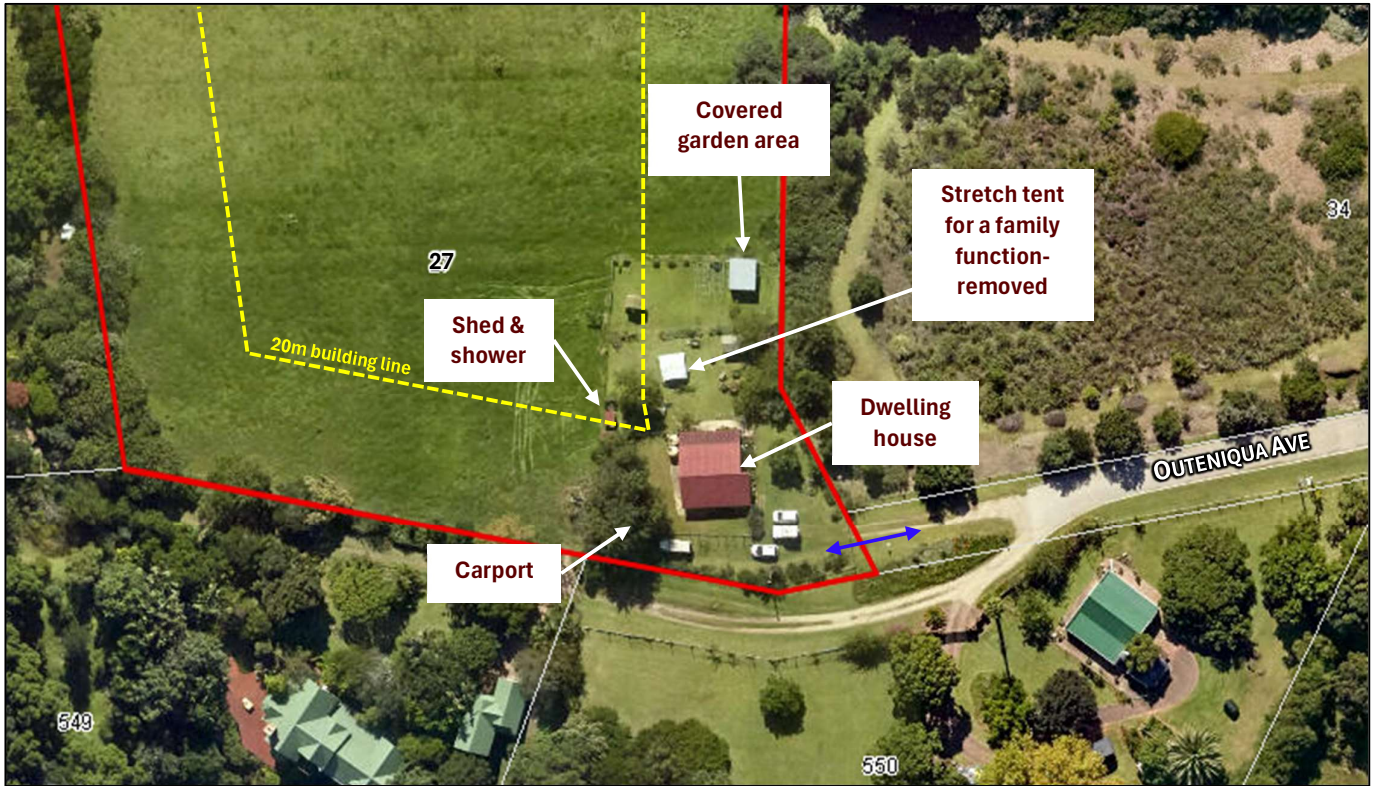 Covered
garden area
Stretch tent
for a family
function-
removed
34
27
Shed &
shower
20m building line
Dwelling
house
OUTENIQUA AVE
Carport
549
550